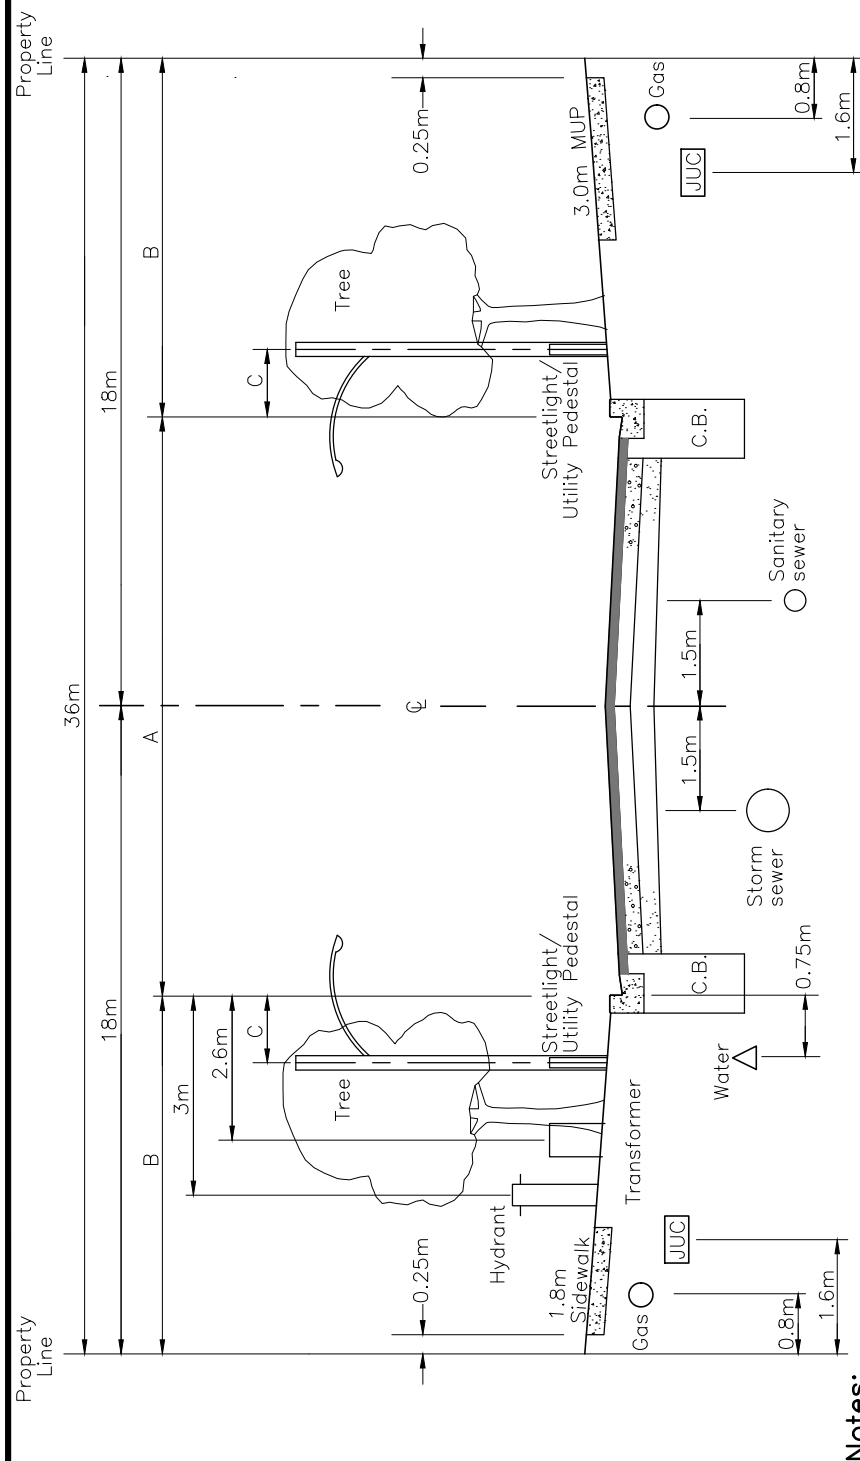 Property
Line
Property
Line
36m
18m
18m
B
A
B
3m
2.6m
C
C
0.25m
0.25m
Tree
Tree
℄
Hydrant
1.8m
Sidewalk
Streetlight/
Utility Pedestal
Streetlight/
Utility Pedestal
3.0m MUP
Transformer
Gas
JUC
Water
C.B.
C.B.
Gas
JUC
1.5m
1.5m
Storm
sewer
Sanitary
sewer
0.8m
1.6m
0.75m
0.8m
1.6m
Notes: